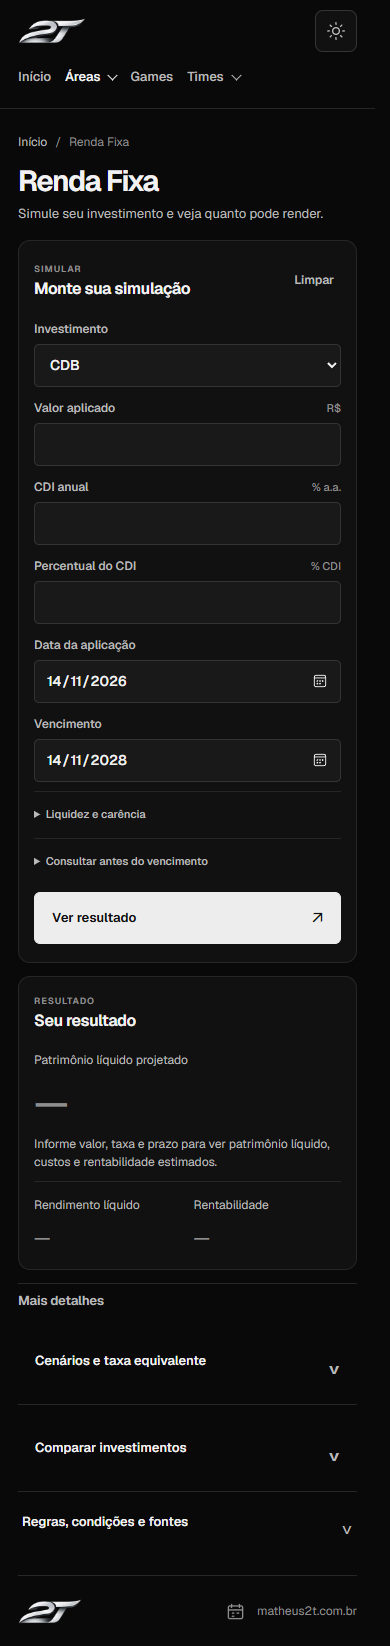 2T
Início Áreas Games Times
Início / Renda Fixa
Renda Fixa
Simule seu investimento e veja quanto pode render.
SIMULAR
Monte sua simulação
Limpar
Investimento
CDB
Valor aplicado R$
CDI anual % a.a.
Percentual do CDI % CDI
Data da aplicação
14/11/2026
Vencimento
14/11/2028
Liquidez e carência
Consultar antes do vencimento
Ver resultado
RESULTADO
Seu resultado
Patrimônio líquido projetado
—
Informe valor, taxa e prazo para ver patrimônio líquido,
custos e rentabilidade estimados.
Rendimento líquido Rentabilidade
— —
Mais detalhes
Cenários e taxa equivalente
v
Comparar investimentos
v
Regras, condições e fontes
v
2T matheus2t.com.br